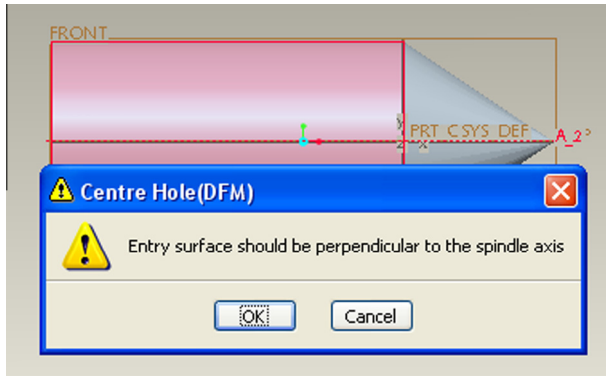 FRONT
Y
PRT_CSYS_DEF
A_2
Z X
Centre Hole(DFM)
Entry surface should be perpendicular to the spindle axis
OK
Cancel